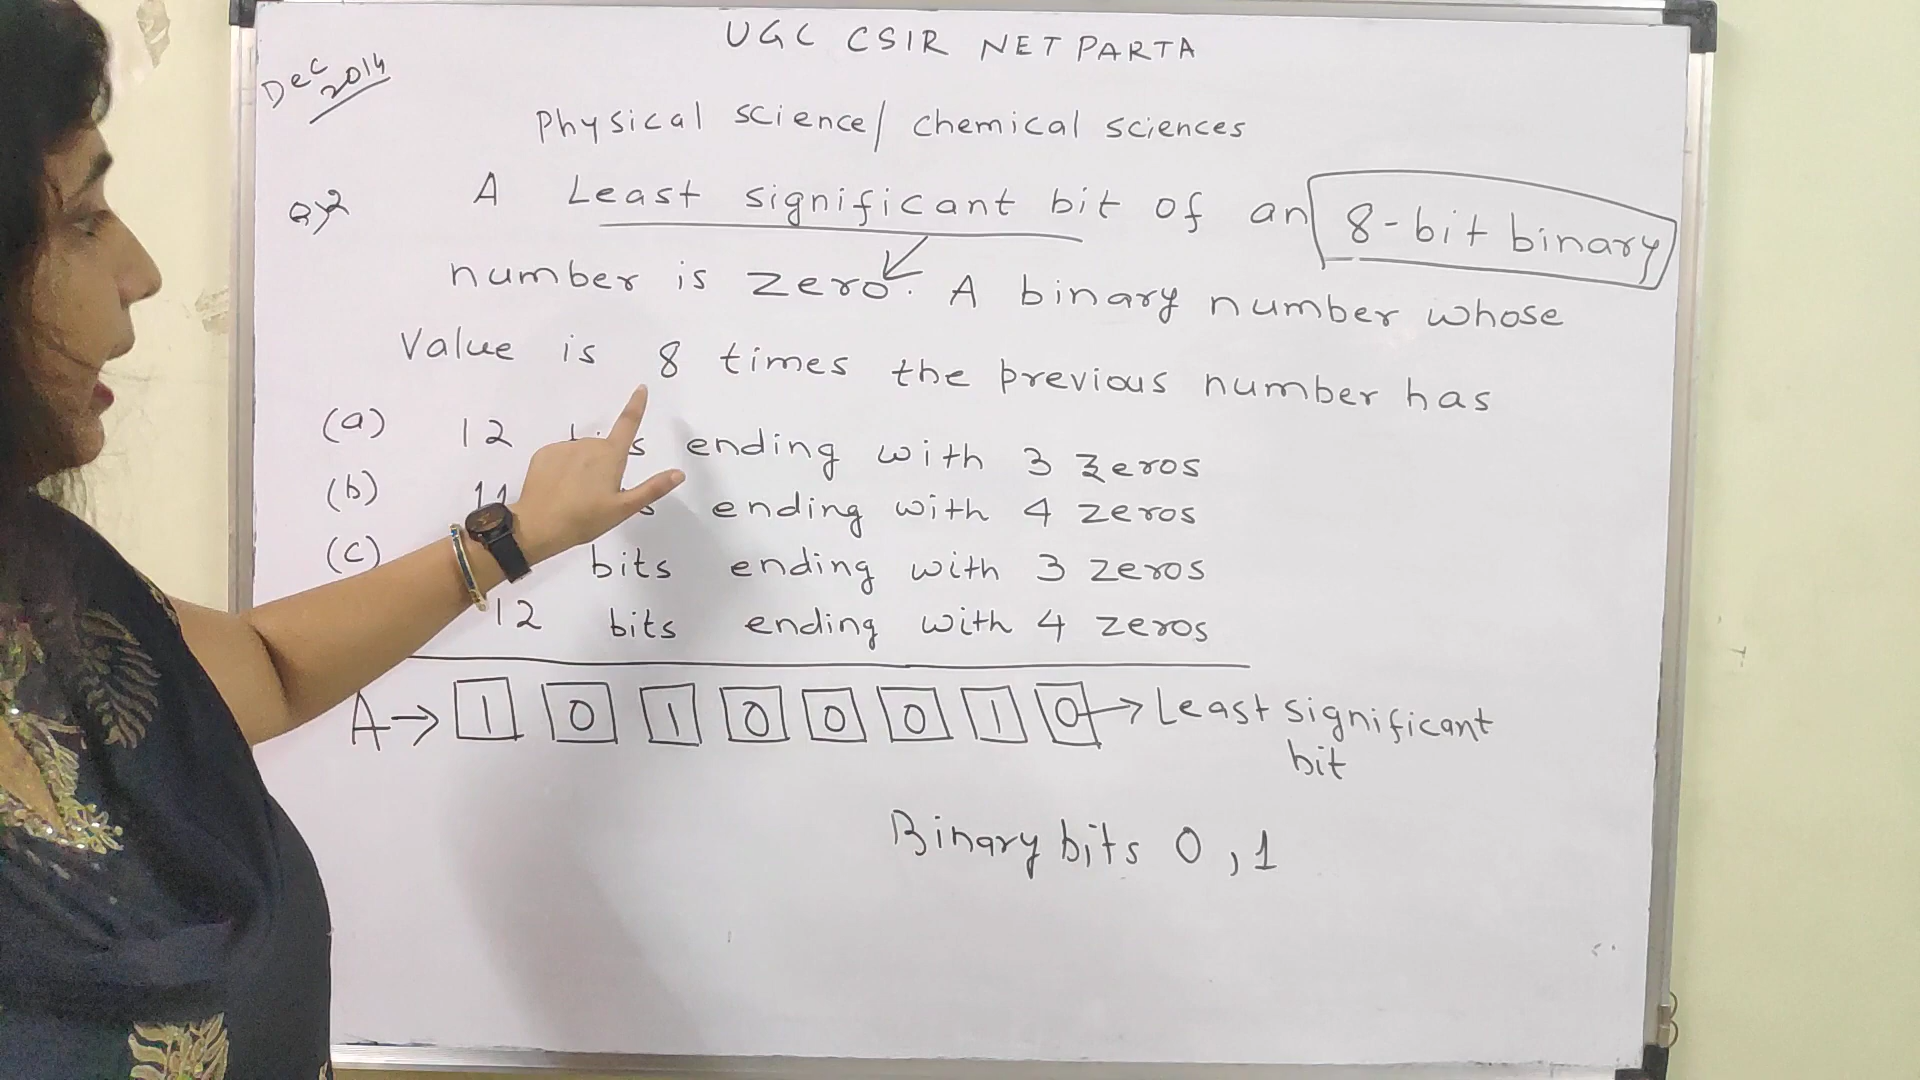 UGC CSIR NET PART A
Dec 2014
Physical science/ chemical sciences
Q2 A Least significant bit of an 8-bit binary
number is zero. A binary number whose
Value is 8 times the previous number has
(a) 12 ending with 3 zeros
(b) 11 ending with 4 zeros
(c) bits ending with 3 zeros
12 bits ending with 4 zeros
A→ 1 0 1 0 0 0 1 0 → Least significant
bit
Binary bits 0, 1